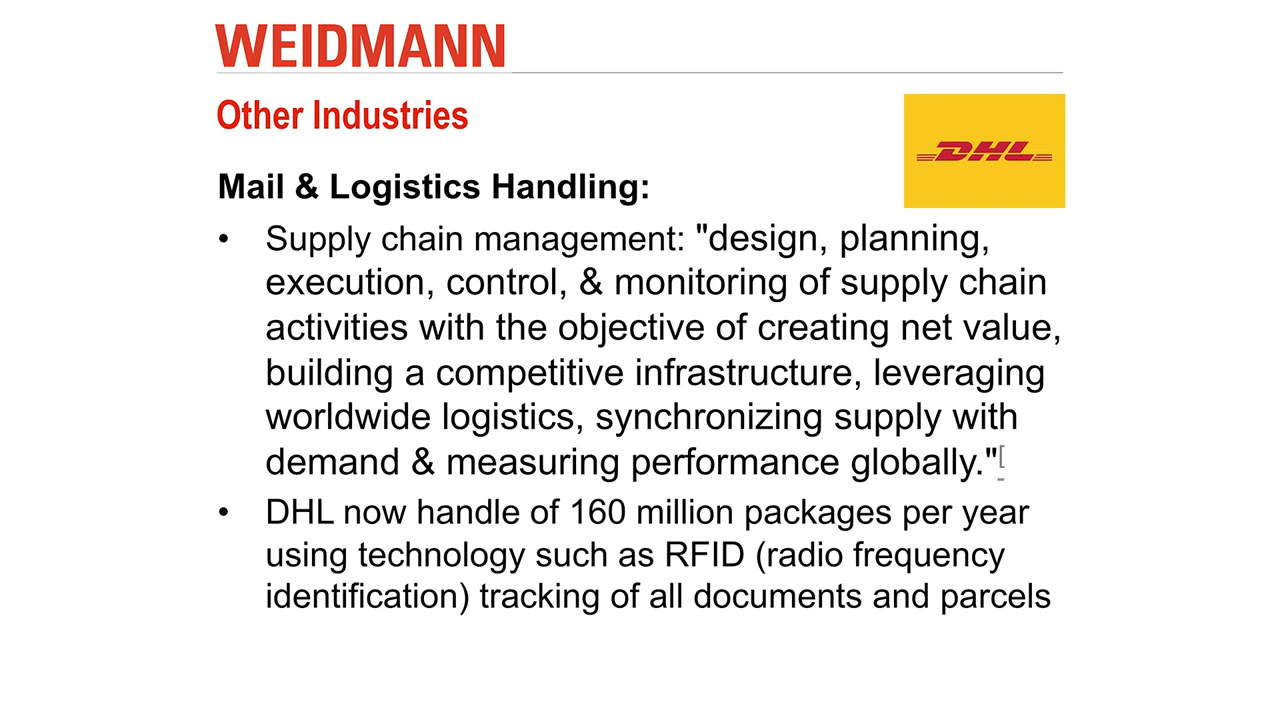 WEIDMANN
Other Industries
DHL
Mail & Logistics Handling:
• Supply chain management: "design, planning,
execution, control, & monitoring of supply chain
activities with the objective of creating net value,
building a competitive infrastructure, leveraging
worldwide logistics, synchronizing supply with
demand & measuring performance globally."[
• DHL now handle of 160 million packages per year
using technology such as RFID (radio frequency
identification) tracking of all documents and parcels